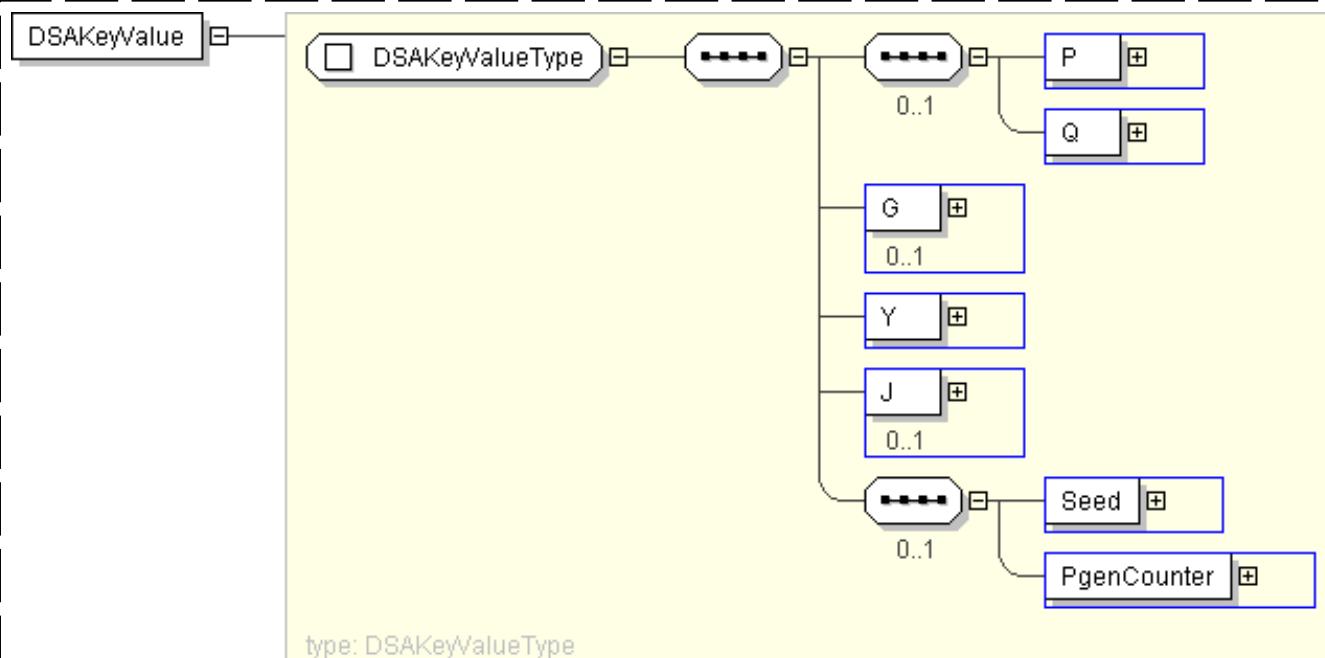 DSAKeyValue
DSAKeyValueType
P
0..1
Q
G
0..1
Y
J
0..1
Seed
0..1
PgenCounter
type: DSAKeyValueType